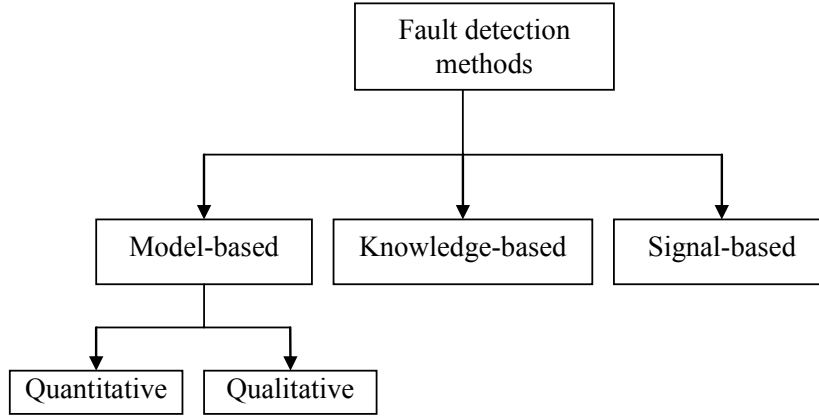 Fault detection
methods
Model-based
Knowledge-based
Signal-based
Quantitative
Qualitative